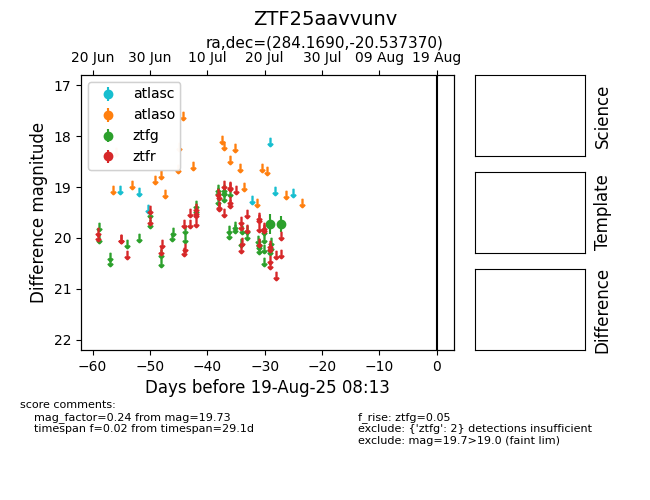 ZTF25aavvunv
ra,dec=(284.1690,-20.537370)
20 Jun 30 Jun 10 Jul 20 Jul 30 Jul 09 Aug 19 Aug
17
18
19
20
21
22
Difference magnitude
atlasc
atlaso
ztfg
ztfr
−60 −50 −40 −30 −20 −10 0
Days before 19-Aug-25 08:13
Science
Template
Difference
score comments:
mag_factor=0.24 from mag=19.73
timespan f=0.02 from timespan=29.1d
f_rise: ztfg=0.05
exclude: {'ztfg': 2} detections insufficient
exclude: mag=19.7>19.0 (faint lim)